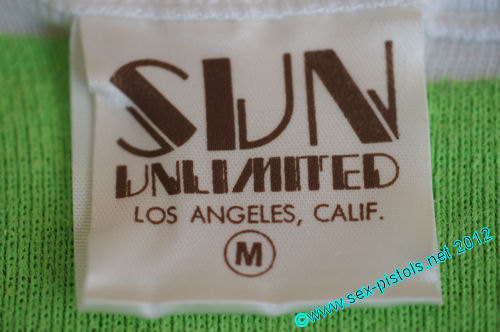 SUN
UNLIMITED
LOS ANGELES, CALIF.
M
©www.sex-pistols.net 2012